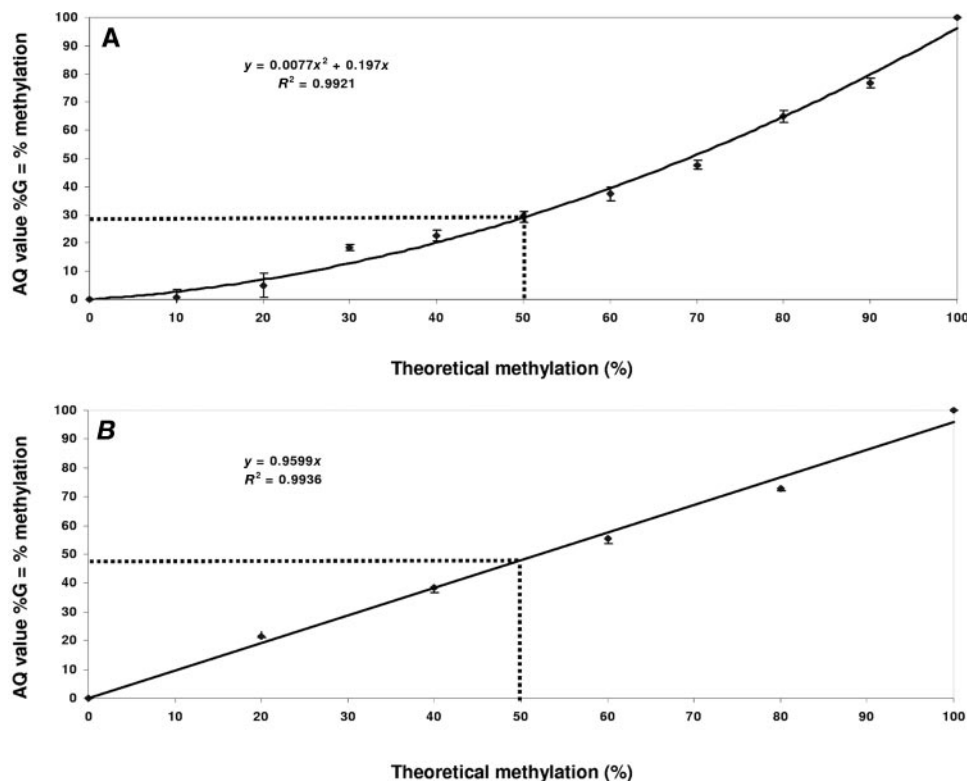 A
y = 0.0077x² + 0.197x
R² = 0.9921
AQ value %G = % methylation
100
90
80
70
60
50
40
30
20
10
0
0 10 20 30 40 50 60 70 80 90 100
Theoretical methylation (%)
B
y = 0.9599x
R² = 0.9936
AQ value %G = % methylation
100
90
80
70
60
50
40
30
20
10
0
0 10 20 30 40 50 60 70 80 90 100
Theoretical methylation (%)